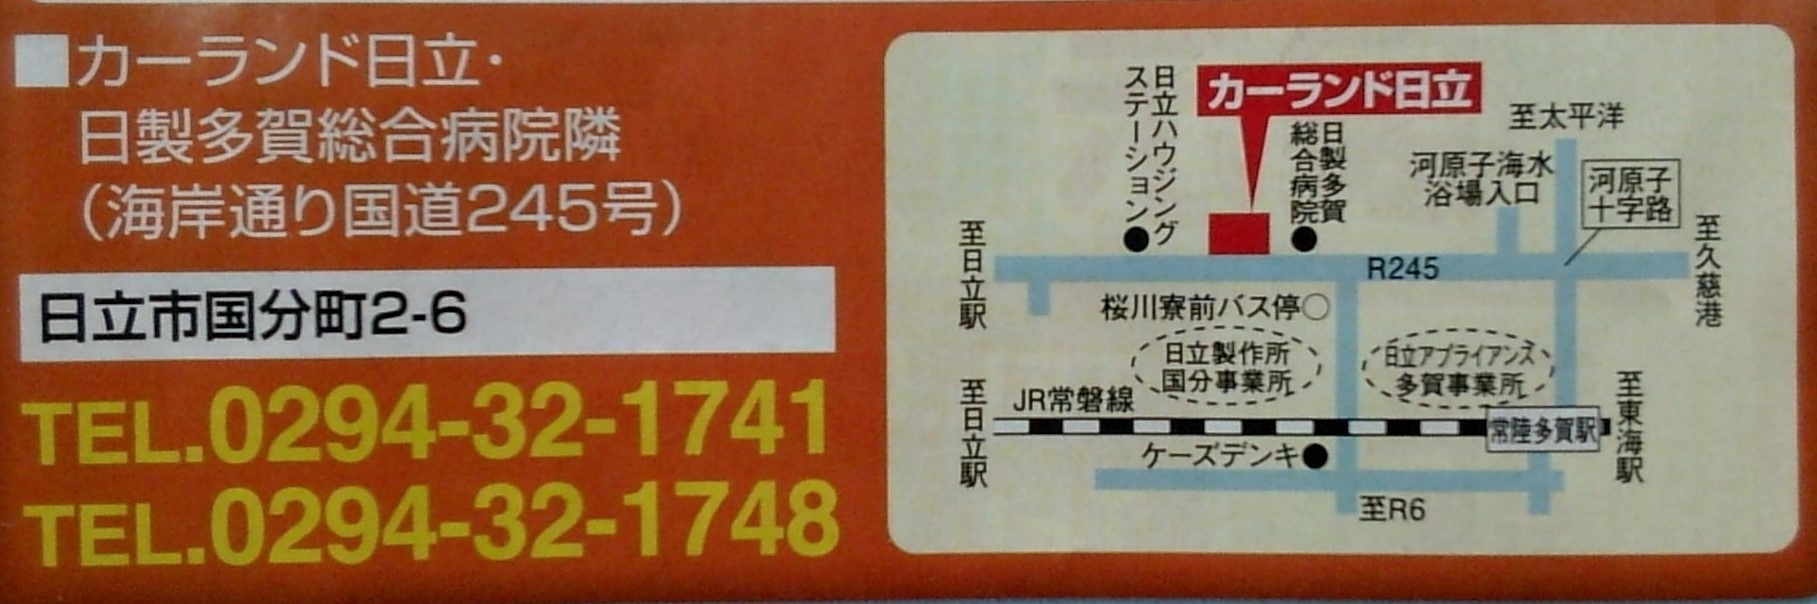 ■カーランド日立・
日製多賀総合病院隣
（海岸通り国道245号）
日立市国分町2-6
TEL.0294-32-1741
TEL.0294-32-1748
カーランド日立
日立ハウジング
ステーション
日製多賀
総合病院
至太平洋
河原子海水
浴場入口
河原子
十字路
至日立駅
R245
至久慈港
桜川寮前バス停○
日立製作所
国分事業所
日立アプライアンス
多賀事業所
至日立駅
JR常磐線
常陸多賀駅
至東海駅
ケーズデンキ●
至R6